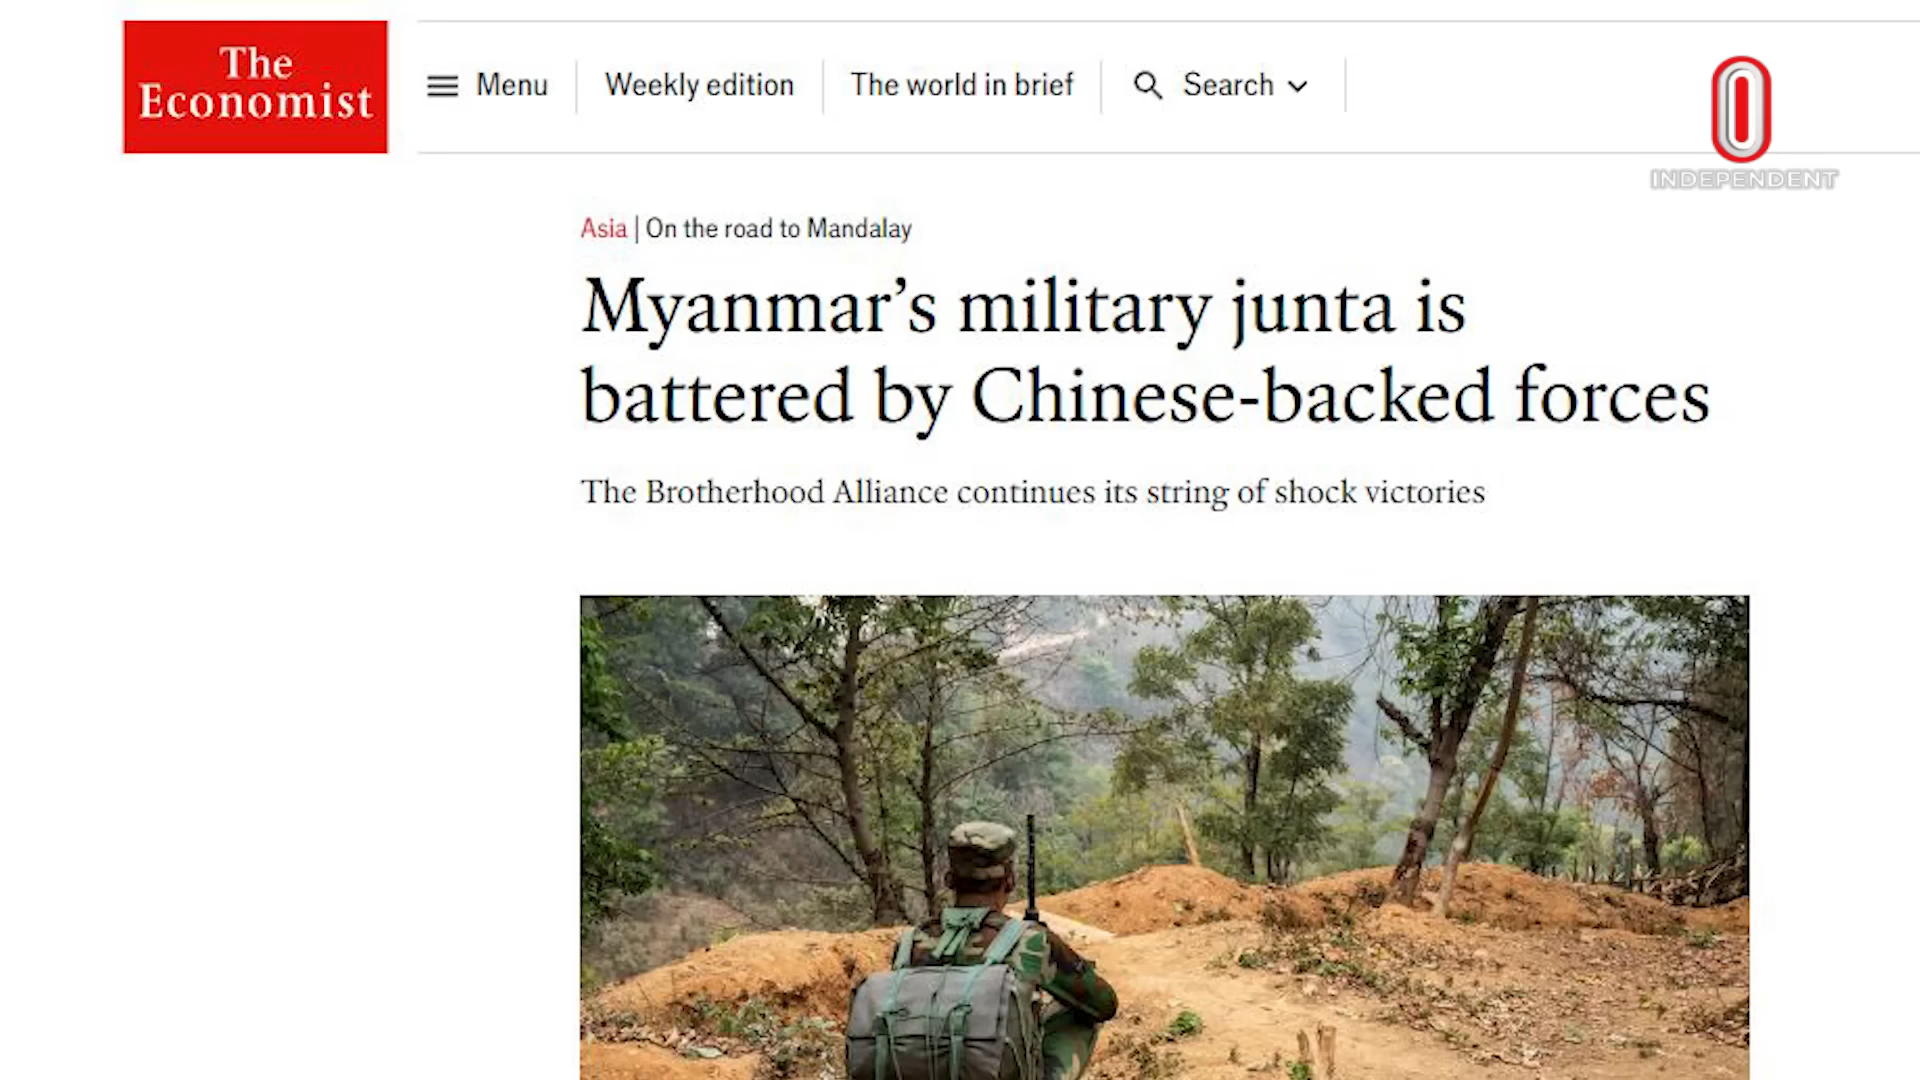 The
Economist
Menu
Weekly edition
The world in brief
Search
INDEPENDENT
Asia | On the road to Mandalay
Myanmar’s military junta is
battered by Chinese-backed forces
The Brotherhood Alliance continues its string of shock victories